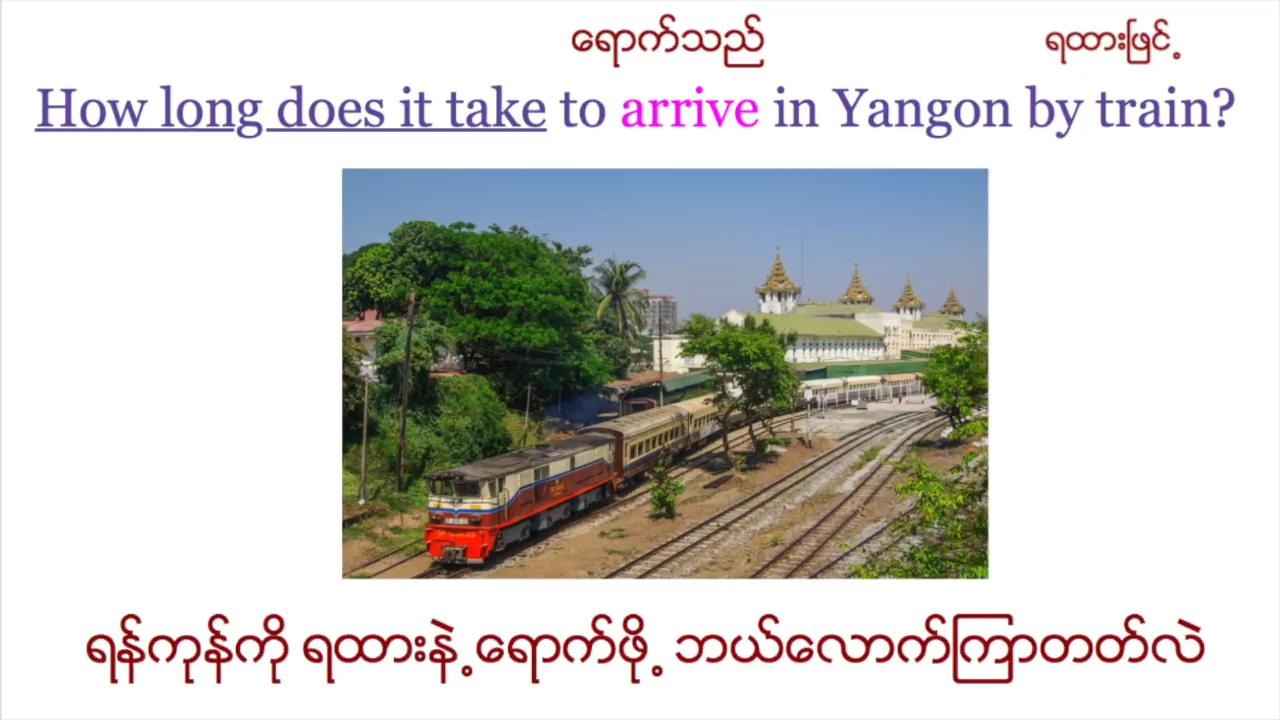 ရောက်သည် ရထားဖြင့်
How long does it take to arrive in Yangon by train?
ရန်ကုန်ကို ရထားနဲ့ ရောက်ဖို့ ဘယ်လောက်ကြာတတ်လဲ